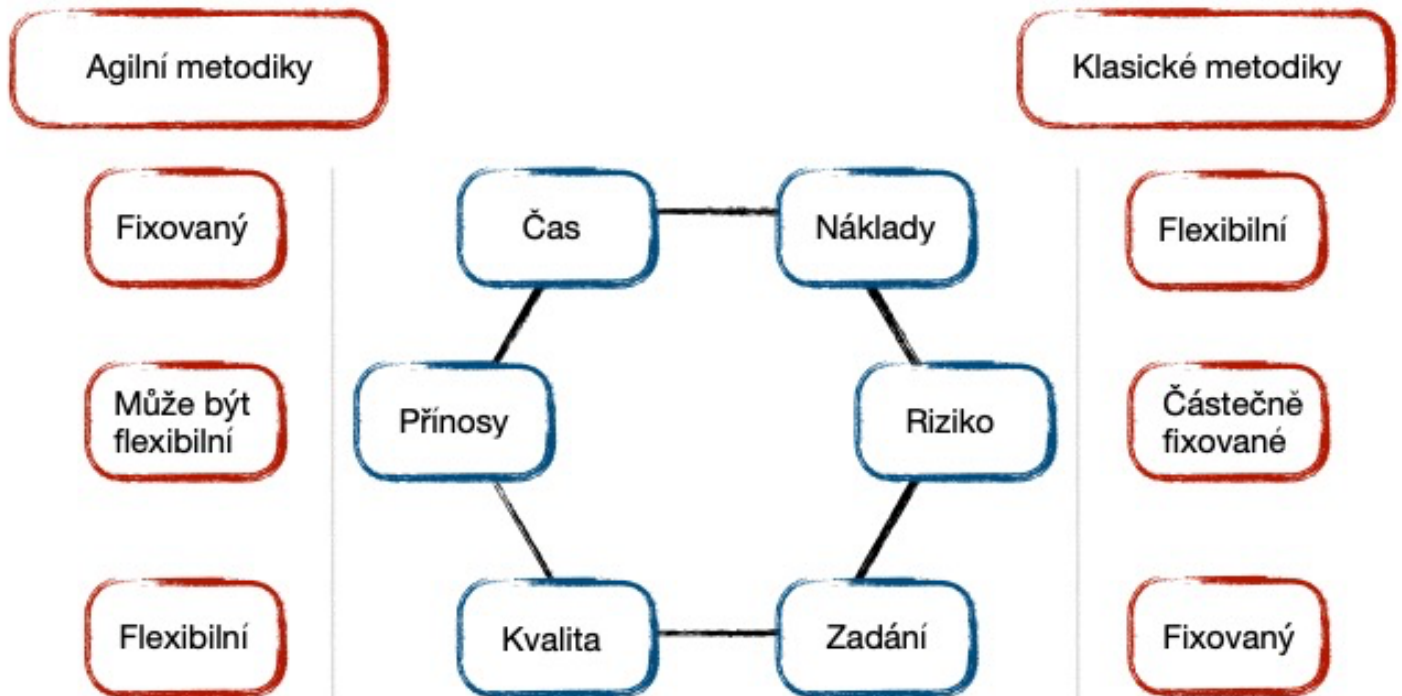 Agilní metodiky
Klasické metodiky
Fixovaný
Čas
Náklady
Flexibilní
Může být
flexibilní
Přínosy
Riziko
Částečně
fixované
Flexibilní
Kvalita
Zadání
Fixovaný